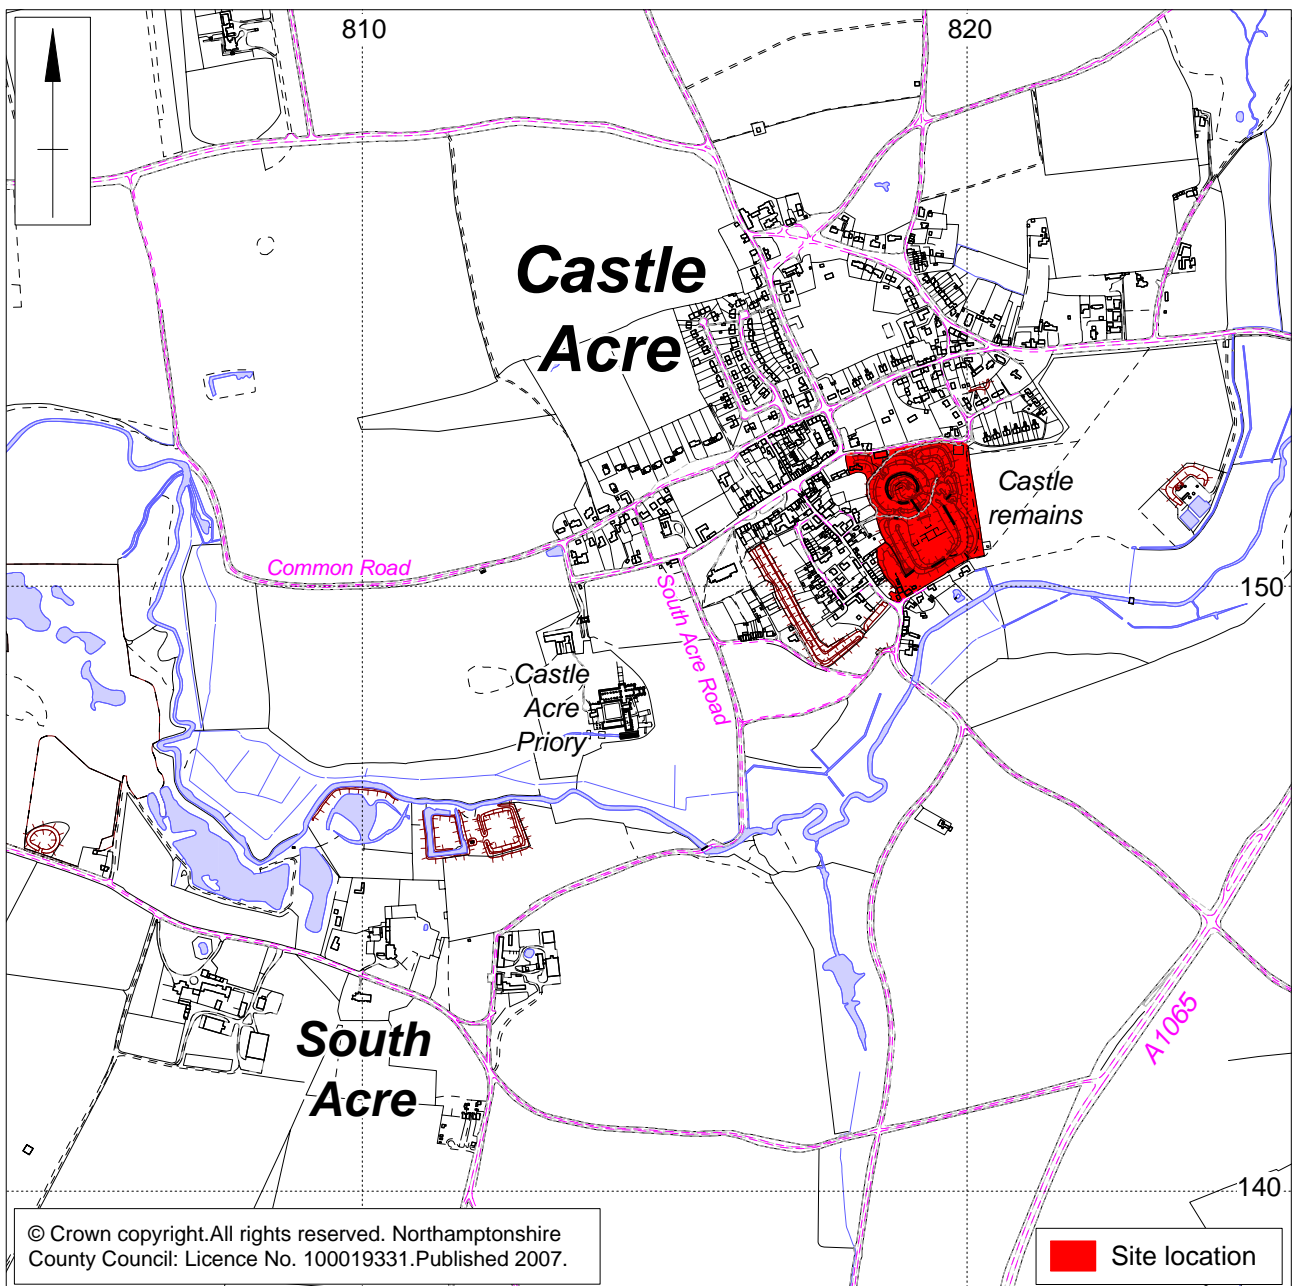 810
820
Castle
Acre
Castle
remains
Common Road
150
South Acre Road
Castle
Acre
Priory
A1065
South
Acre
140
© Crown copyright.All rights reserved. Northamptonshire
County Council: Licence No. 100019331.Published 2007.
Site location